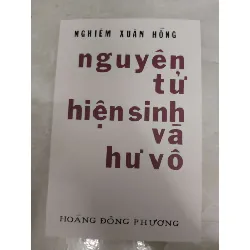 NGHIÊM XUÂN HỒNG
nguyên
tử
hiện sinh
và
hư vô
HOÀNG ĐÔNG PHƯƠNG